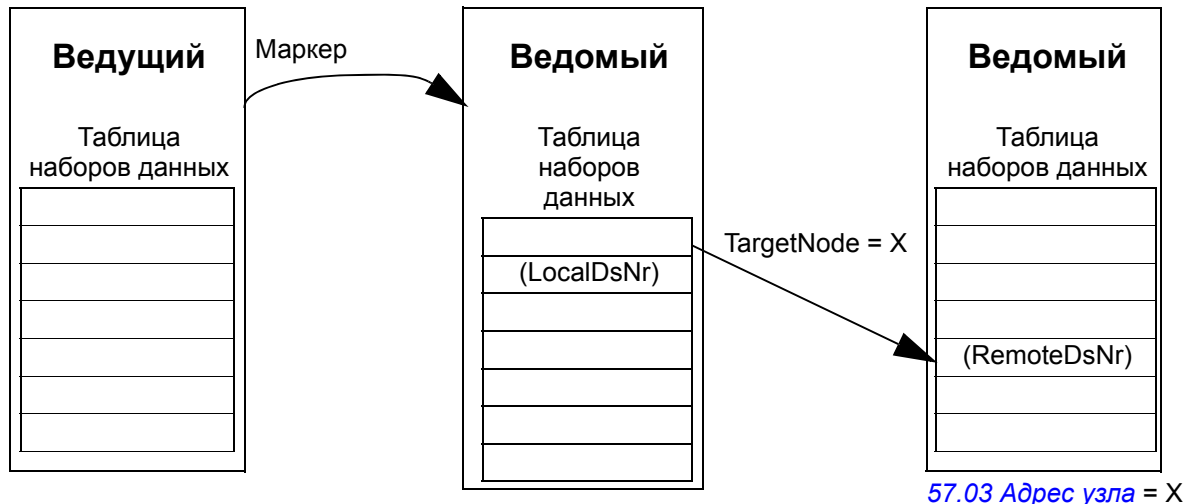 Ведущий
Маркер
Ведомый
Ведомый
Таблица
наборов данных
Таблица
наборов
данных
Таблица
наборов данных
TargetNode = X
(LocalDsNr)
(RemoteDsNr)
57.03 Адрес узла = X